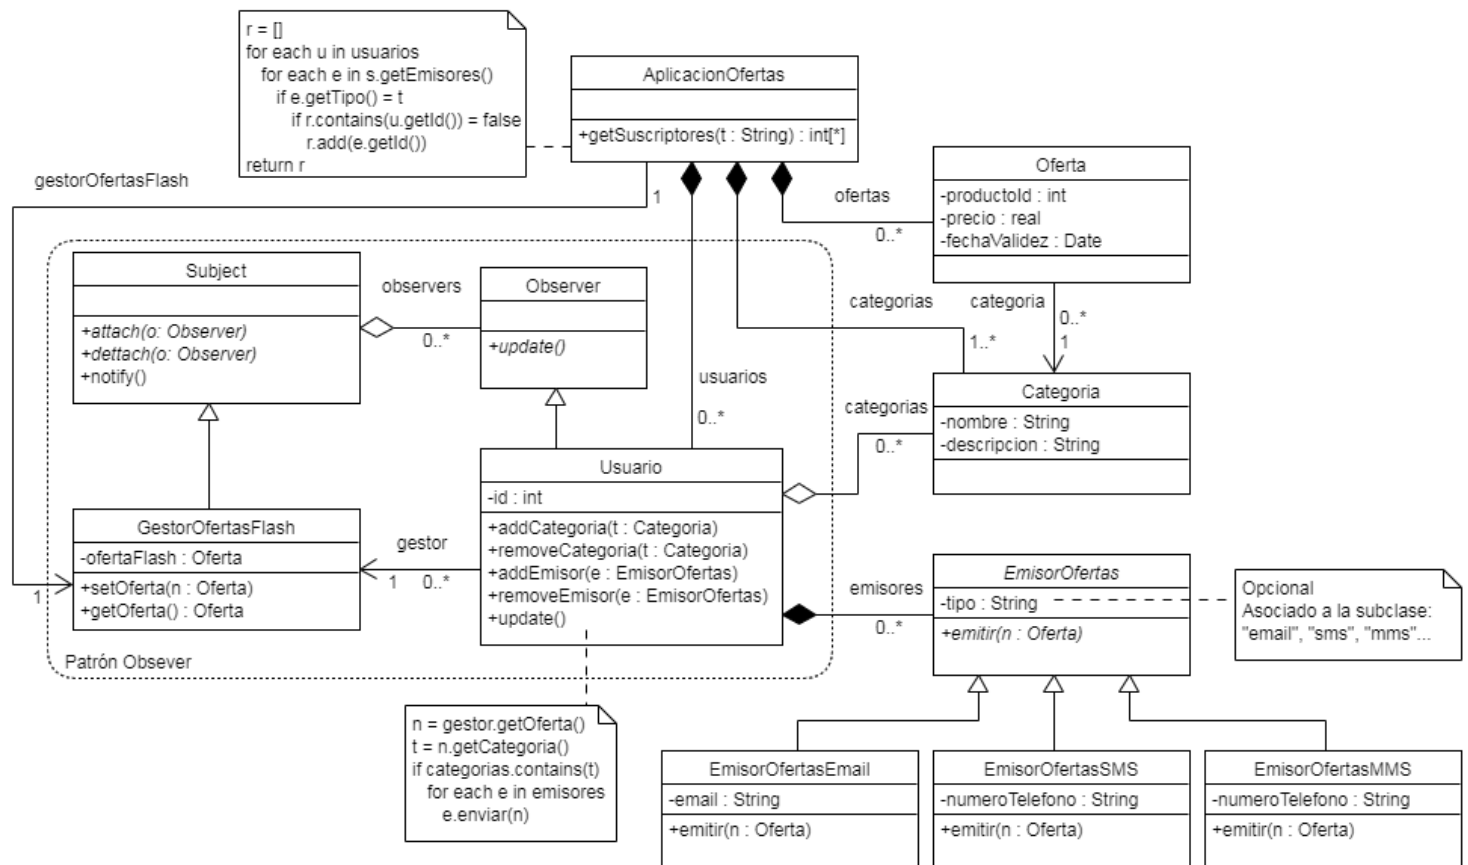 r = []
for each u in usuarios
for each e in s.getEmisores()
if e.getTipo() = t
if r.contains(u.getId()) = false
r.add(e.getId())
return r
AplicacionOfertas
+getSuscriptores(t : String) : int[*]
gestorOfertasFlash
1
ofertas
0..*
Oferta
-productoId : int
-precio : real
-fechaValidez : Date
Subject
+attach(o: Observer)
+dettach(o: Observer)
+notify()
observers
0..*
Observer
+update()
categorias
1..*
categoria
0..*
1
usuarios
0..*
Categoria
-nombre : String
-descripcion : String
categorias
0..*
Usuario
-id : int
+addCategoria(t : Categoria)
+removeCategoria(t : Categoria)
+addEmisor(e : EmisorOfertas)
+removeEmisor(e : EmisorOfertas)
+update()
GestorOfertasFlash
-ofertaFlash : Oferta
+setOferta(n : Oferta)
+getOferta() : Oferta
1
gestor
1
0..*
Patrón Obsever
emisores
0..*
EmisorOfertas
-tipo : String
+emitir(n : Oferta)
Opcional
Asociado a la subclase:
"email", "sms", "mms"...
n = gestor.getOferta()
t = n.getCategoria()
if categorias.contains(t)
for each e in emisores
e.enviar(n)
EmisorOfertasEmail
-email : String
+emitir(n : Oferta)
EmisorOfertasSMS
-numeroTelefono : String
+emitir(n : Oferta)
EmisorOfertasMMS
-numeroTelefono : String
+emitir(n : Oferta)